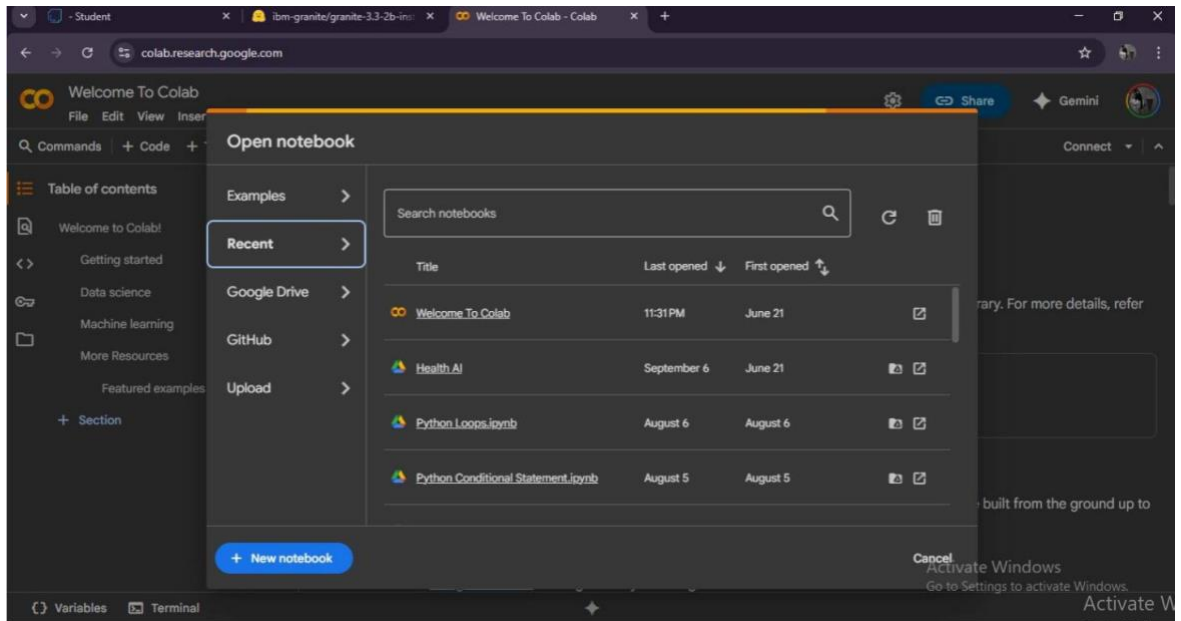 - Student
ibm-granite/granite-3.3-2b-ins
Welcome To Colab - Colab
colab.research.google.com
Welcome To Colab
File Edit View Inser
Share
Gemini
Commands + Code +
Connect
Open notebook
Table of contents
Welcome to Colab!
Getting started
Data science
Machine learning
More Resources
Featured examples
+ Section
Examples
Recent
Google Drive
GitHub
Upload
Search notebooks
Title Last opened First opened
Welcome To Colab 11:31 PM June 21
Health AI September 6 June 21
Python Loops.ipynb August 6 August 6
Python Conditional Statement.ipynb August 5 August 5
rary. For more details, refer
built from the ground up to
+ New notebook
Cancel
Activate Windows
Go to Settings to activate Windows.
Activate W
Variables Terminal